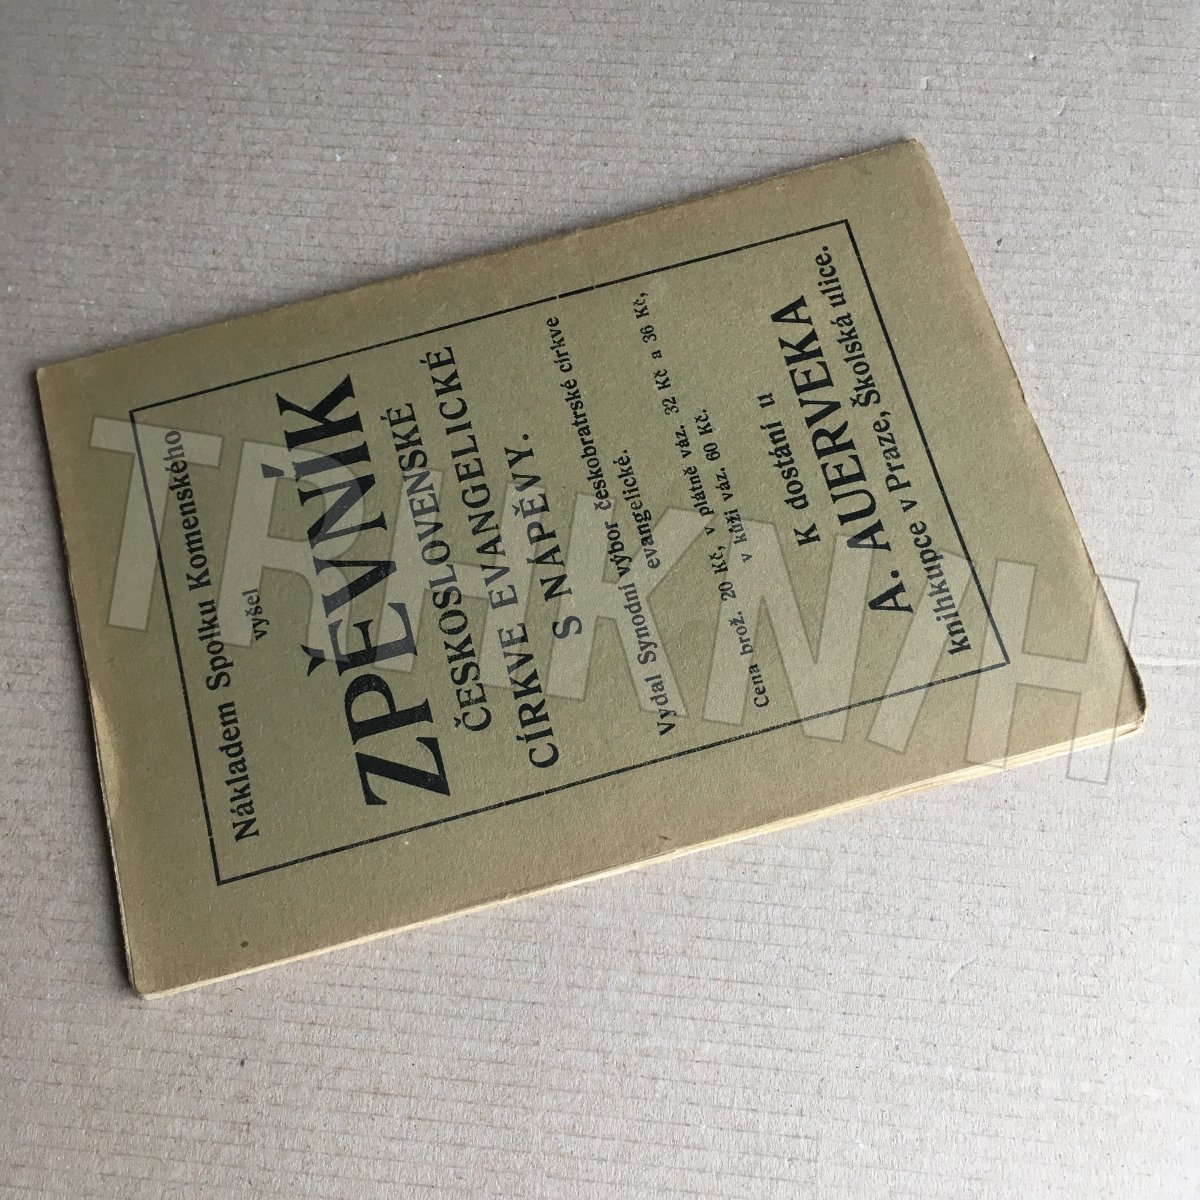 Nákladem Spolku Komenského
vyšel
ZPĚVNÍK
ČESKOSLOVENSKÉ
CÍRKVE EVANGELICKÉ
S NÁPĚVY.
Vydal Synodní výbor českobratrské církve
evangelické.
Cena brož. 20 Kč, v plátně váz. 32 Kč a 36 Kč,
v kůži váz. 60 Kč.
K dostání u
A. AUERVEKA
knihkupce v Praze, Školská ulice.
TRHKNIH